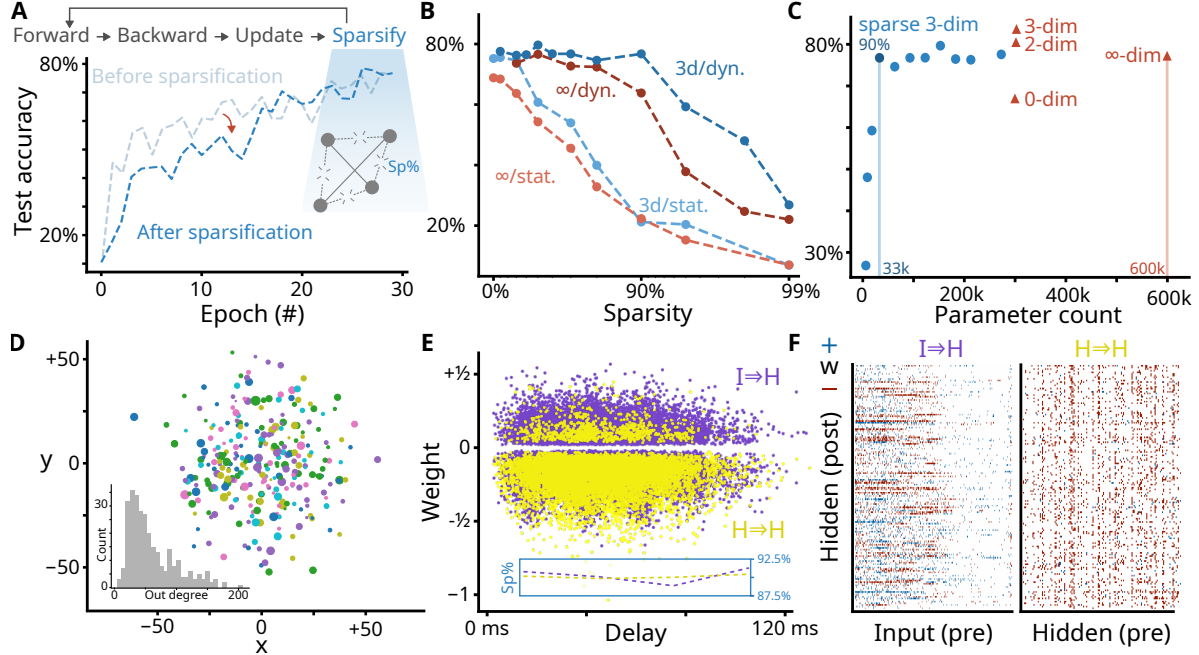 A
Forward
Backward
Update
Sparsify
80%
Before sparsification
Test accuracy
Sp%
20%
After sparsification
0
10
20
30
Epoch (#)
B
80%
3d/dyn.
∞/dyn.
∞/stat.
3d/stat.
20%
0%
90%
99%
Sparsity
C
sparse 3-dim
3-dim
80%
90%
2-dim
∞-dim
0-dim
30%
33k
600k
0
200k
400k
600k
Parameter count
D
+50
y
0
−50
30
Count
0
0
Out degree
200
−50
0
+50
x
E
+½
I⇒H
0
Weight
−½
H⇒H
Sp%
92.5%
87.5%
−1
0 ms
Delay
120 ms
F
+
w
−
I⇒H
H⇒H
Hidden (post)
Input (pre)
Hidden (pre)